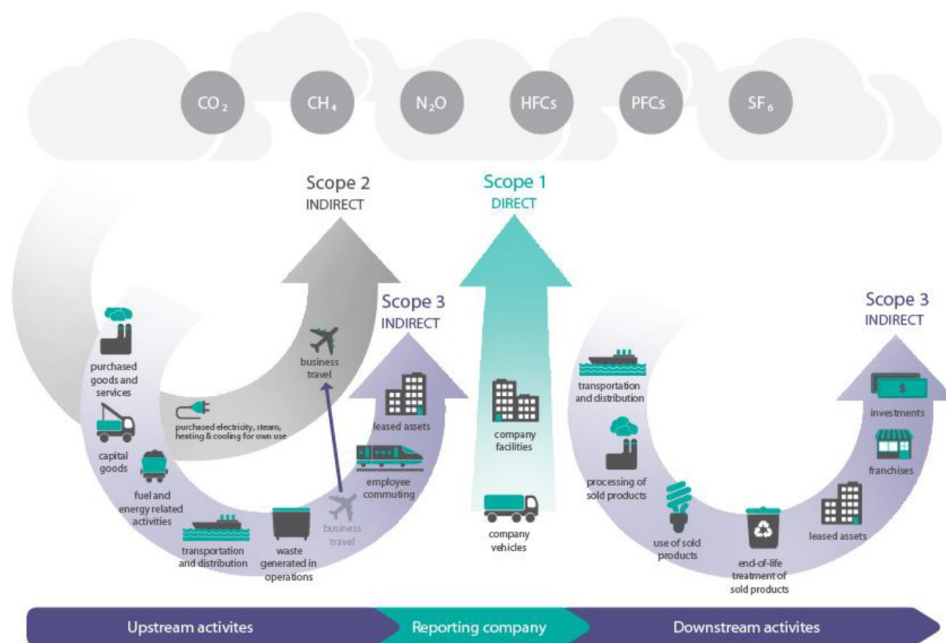 CO₂
CH₄
N₂O
HFCs
PFCs
SF₆
Scope 2
INDIRECT
Scope 1
DIRECT
Scope 3
INDIRECT
Scope 3
INDIRECT
purchased
goods and
services
capital
goods
fuel and
energy related
activities
transportation
and distribution
waste
generated in
operations
business
travel
business
travel
purchased electricity, steam,
heating & cooling for own use
employee
commuting
leased assets
company
facilities
company
vehicles
transportation
and distribution
processing of
sold products
use of sold
products
end-of-life
treatment of
sold products
leased assets
franchises
investments
$
Upstream activites
Reporting company
Downstream activites